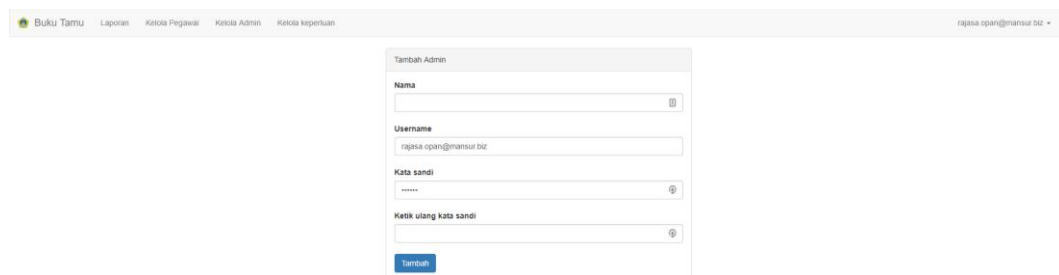 Buku Tamu Laporan Kelola Pegawai Kelola Admin Kelola keperluan rajasa.opan@mansur.biz
Tambah Admin
Nama
Username
rajasa.opan@mansur.biz
Kata sandi
••••••
Ketik ulang kata sandi
Tambah